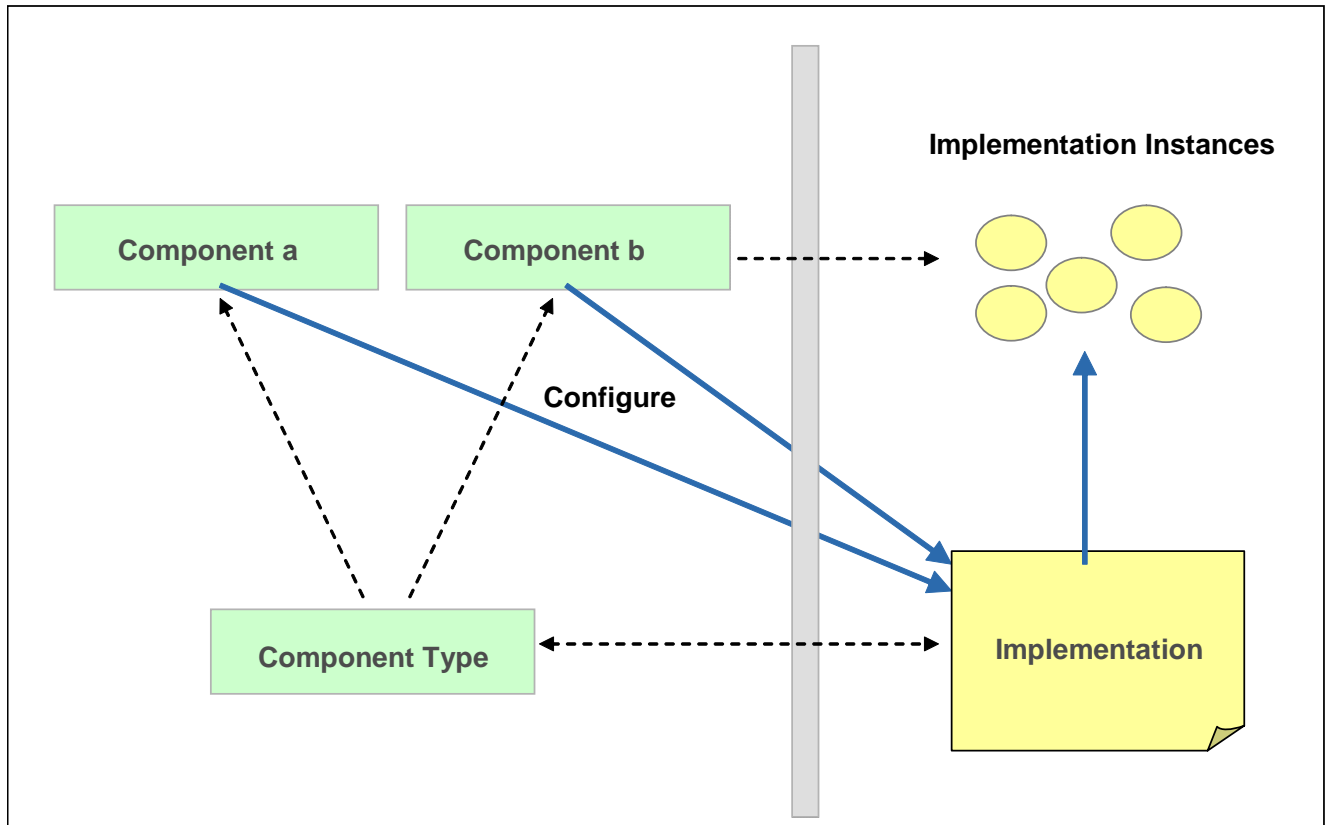 Implementation Instances
Component a
Component b
Configure
Component Type
Implementation